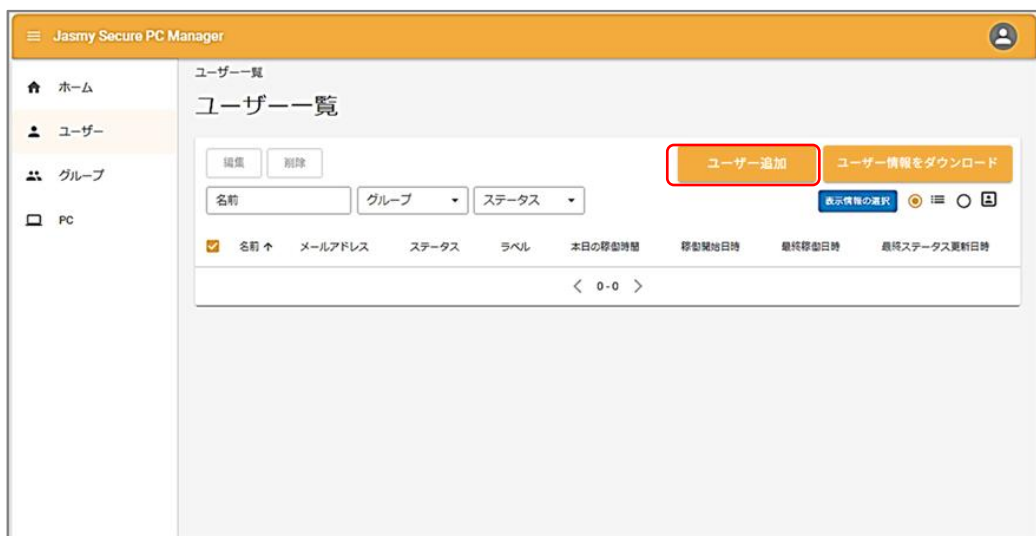 Jasmy Secure PC Manager
ホーム
ユーザー
グループ
PC
ユーザー一覧
ユーザー一覧
編集 削除 ユーザー追加 ユーザー情報をダウンロード
名前 グループ ステータス 表示情報の選択
名前 メールアドレス ステータス ラベル 本日の稼働時間 稼働開始日時 最終稼働日時 最終ステータス更新日時
0-0